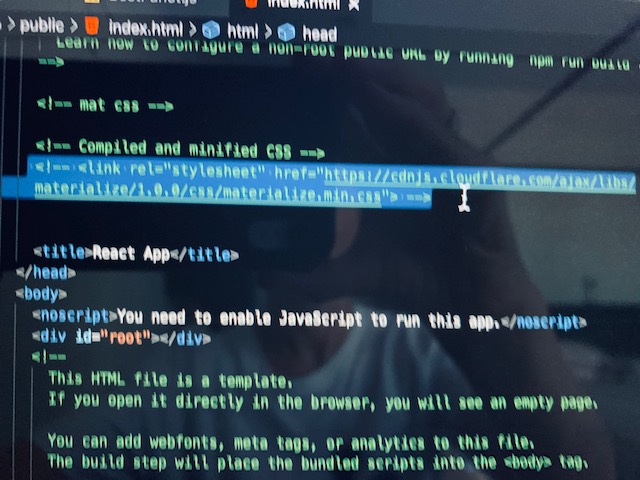 index.html
public > index.html > html > head
Learn how to configure a non-root public URL by running `npm run build
-->
<!-- mat css -->
<!-- Compiled and minified CSS -->
<!-- <link rel="stylesheet" href="https://cdnjs.cloudflare.com/ajax/libs/
materialize/1.0.0/css/materialize.min.css"> -->
<title>React App</title>
</head>
<body>
<noscript>You need to enable JavaScript to run this app.</noscript>
<div id="root"></div>
<!--
This HTML file is a template.
If you open it directly in the browser, you will see an empty page.
You can add webfonts, meta tags, or analytics to this file.
The build step will place the bundled scripts into the <body> tag.